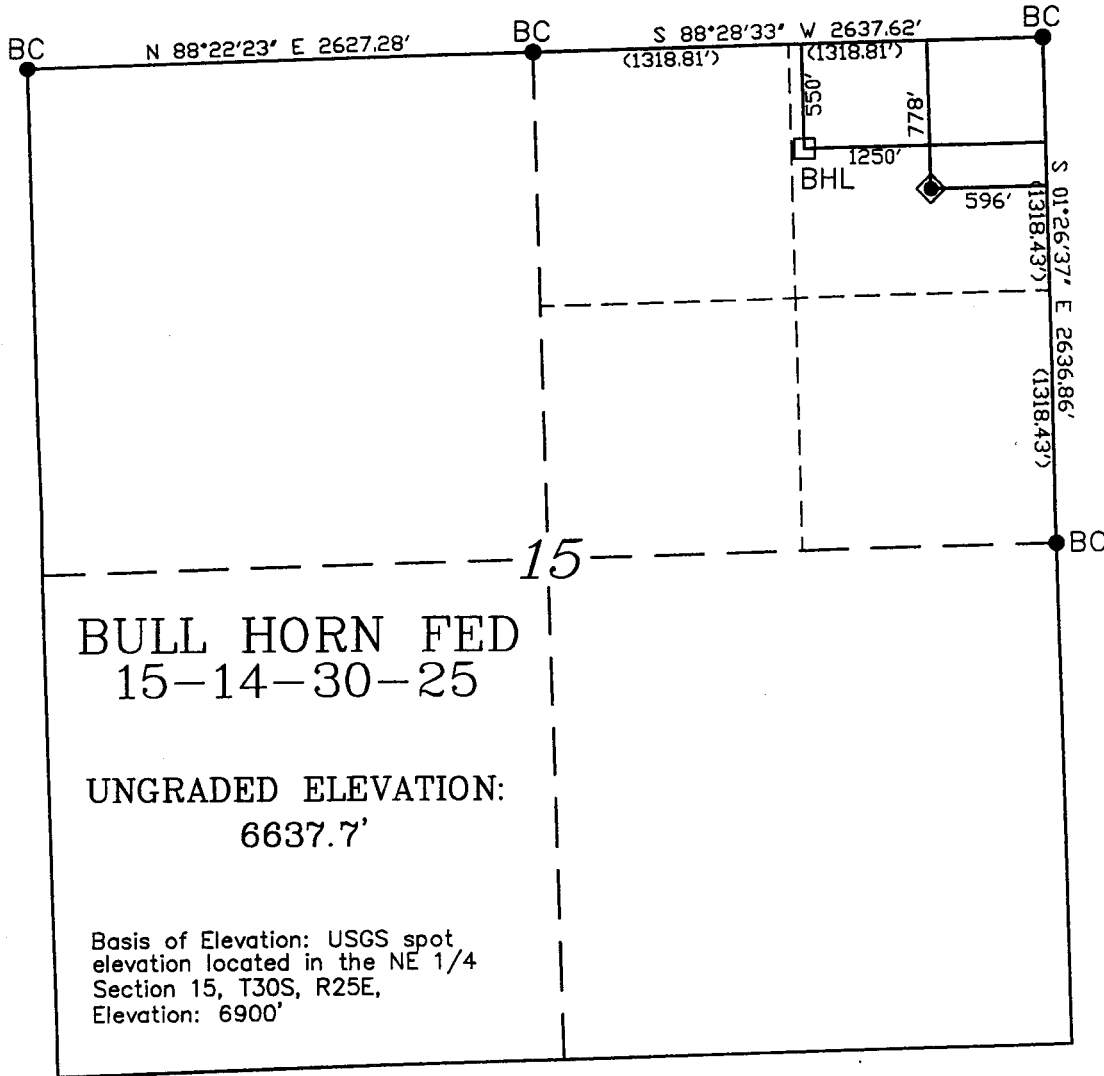 BC
N 88°22'23" E 2627.28'
BC
S 88°28'33" W 2637.62'
BC
(1318.81')
(1318.81')
550'
778'
1250'
BHL
596'
S 01°26'37" E 2636.86'
(1318.43')
(1318.43')
BC
15
BULL HORN FED
15-14-30-25
UNGRADED ELEVATION:
6637.7'
Basis of Elevation: USGS spot
elevation located in the NE 1/4
Section 15, T30S, R25E,
Elevation: 6900'